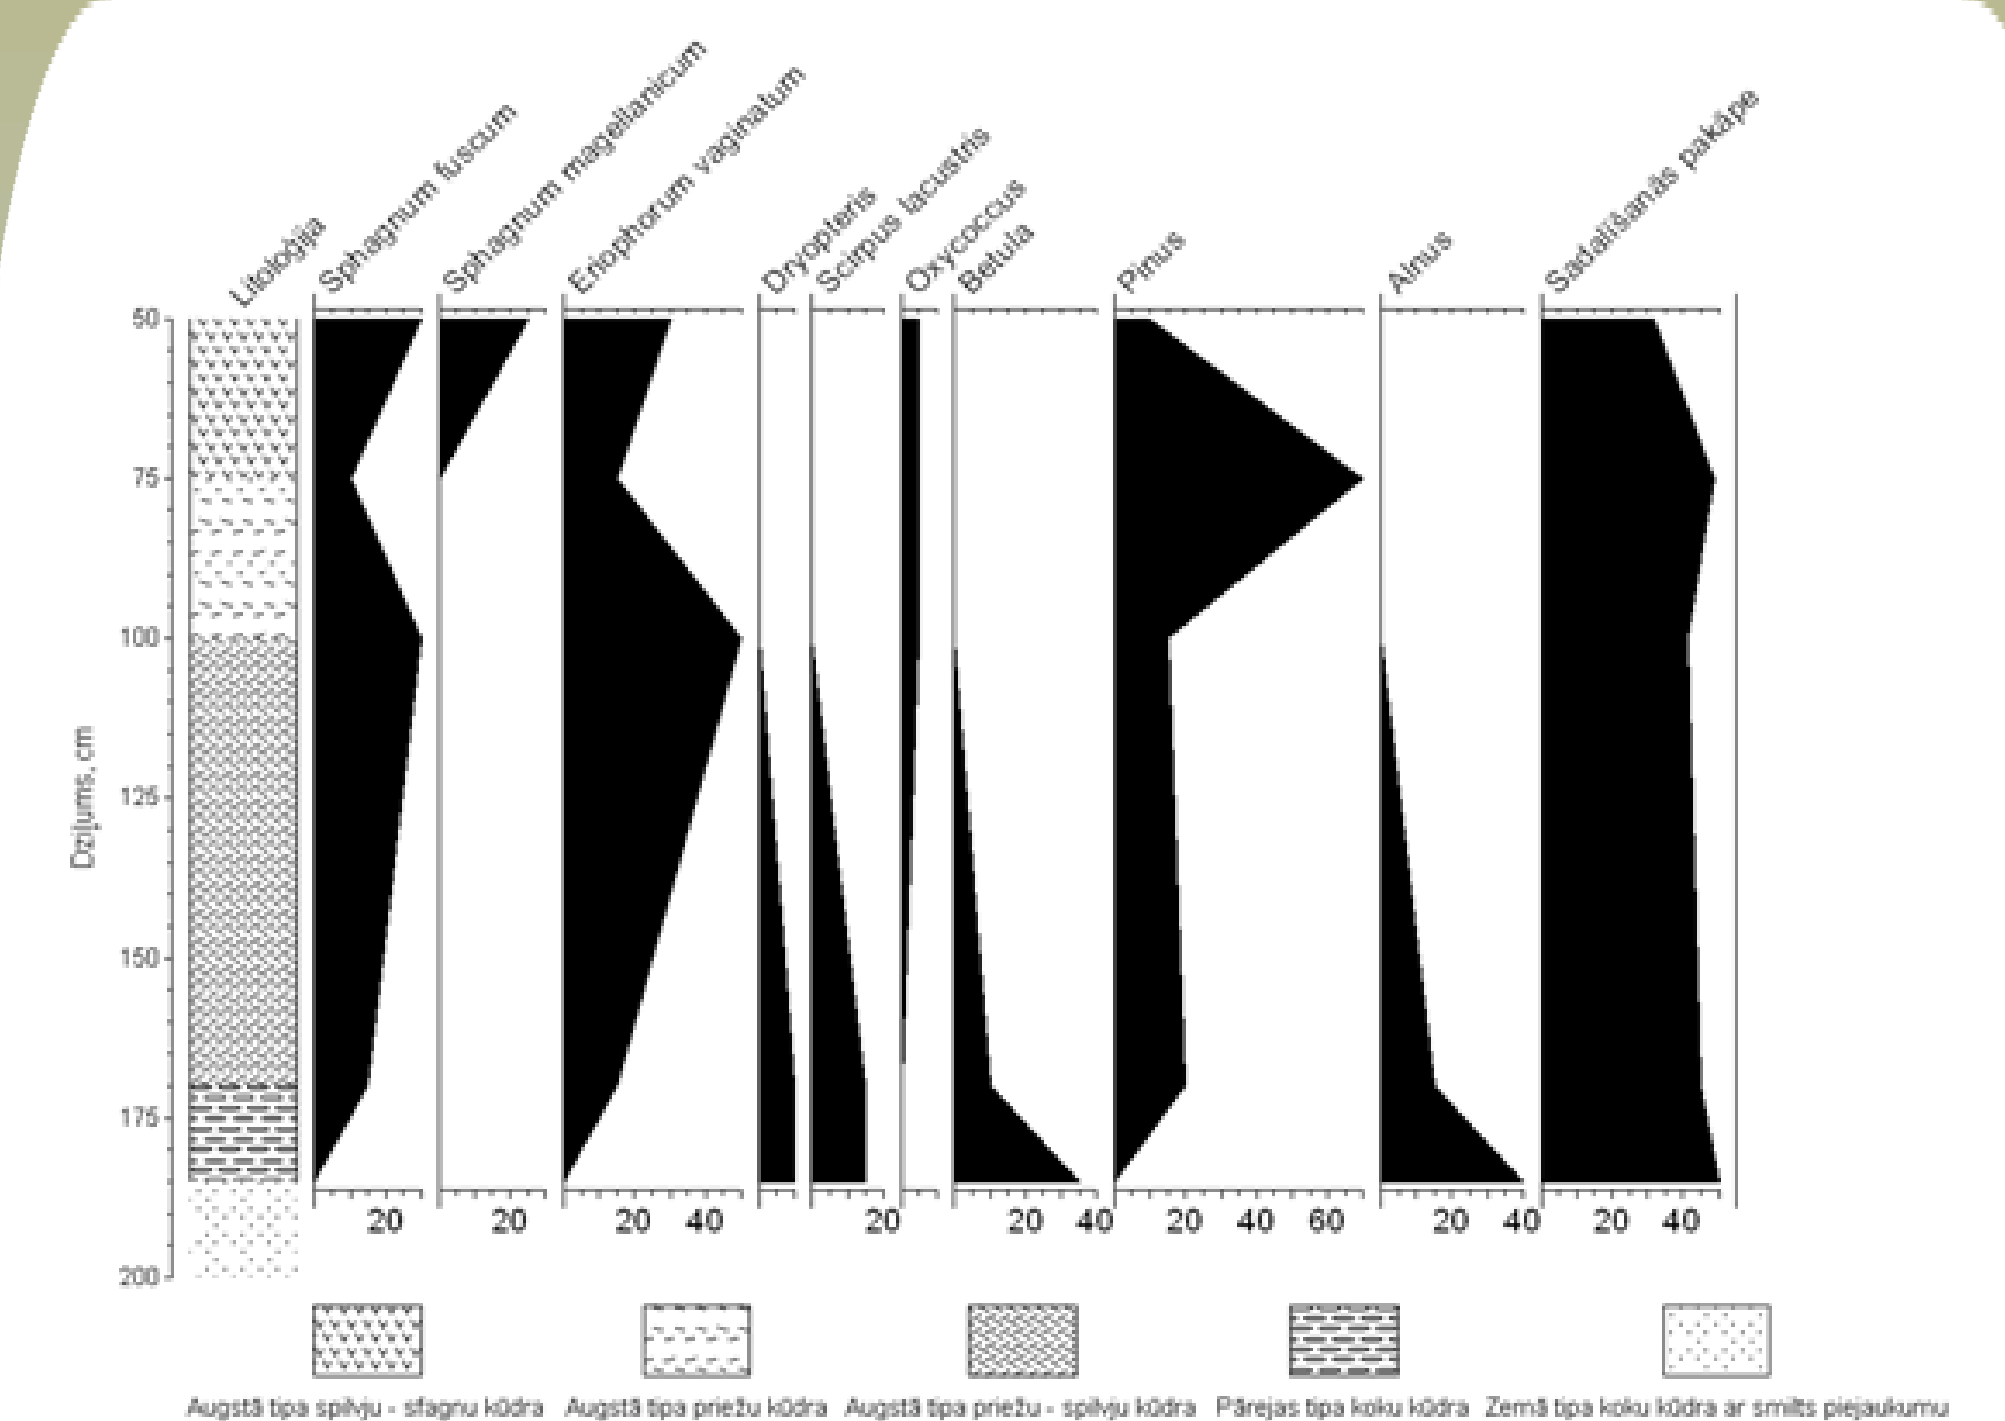 Litoloģija
Sphagnum fuscum
Sphagnum magellanicum
Eriophorum vaginatum
Dryopteris
Scirpus lacustris
Oxycoccus
Betula
Pinus
Alnus
Sadalīšanās pakāpe
Dziļums, cm
50
75
100
125
150
175
200
20 20 20 40 20 20 40 20 40 60 20 40 20 40
Augstā tipa spilvju - sfagnu kūdra Augstā tipa priežu kūdra Augstā tipa priežu - spilvju kūdra Pārejas tipa koku kūdra Zemā tipa koku kūdra ar smilts piejaukumu